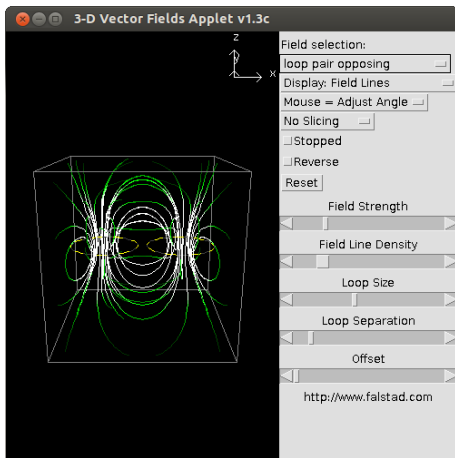 3-D Vector Fields Applet v1.3c
z
y
x
Field selection:
loop pair opposing
Display: Field Lines
Mouse = Adjust Angle
No Slicing
Stopped
Reverse
Reset
Field Strength
Field Line Density
Loop Size
Loop Separation
Offset
http://www.falstad.com